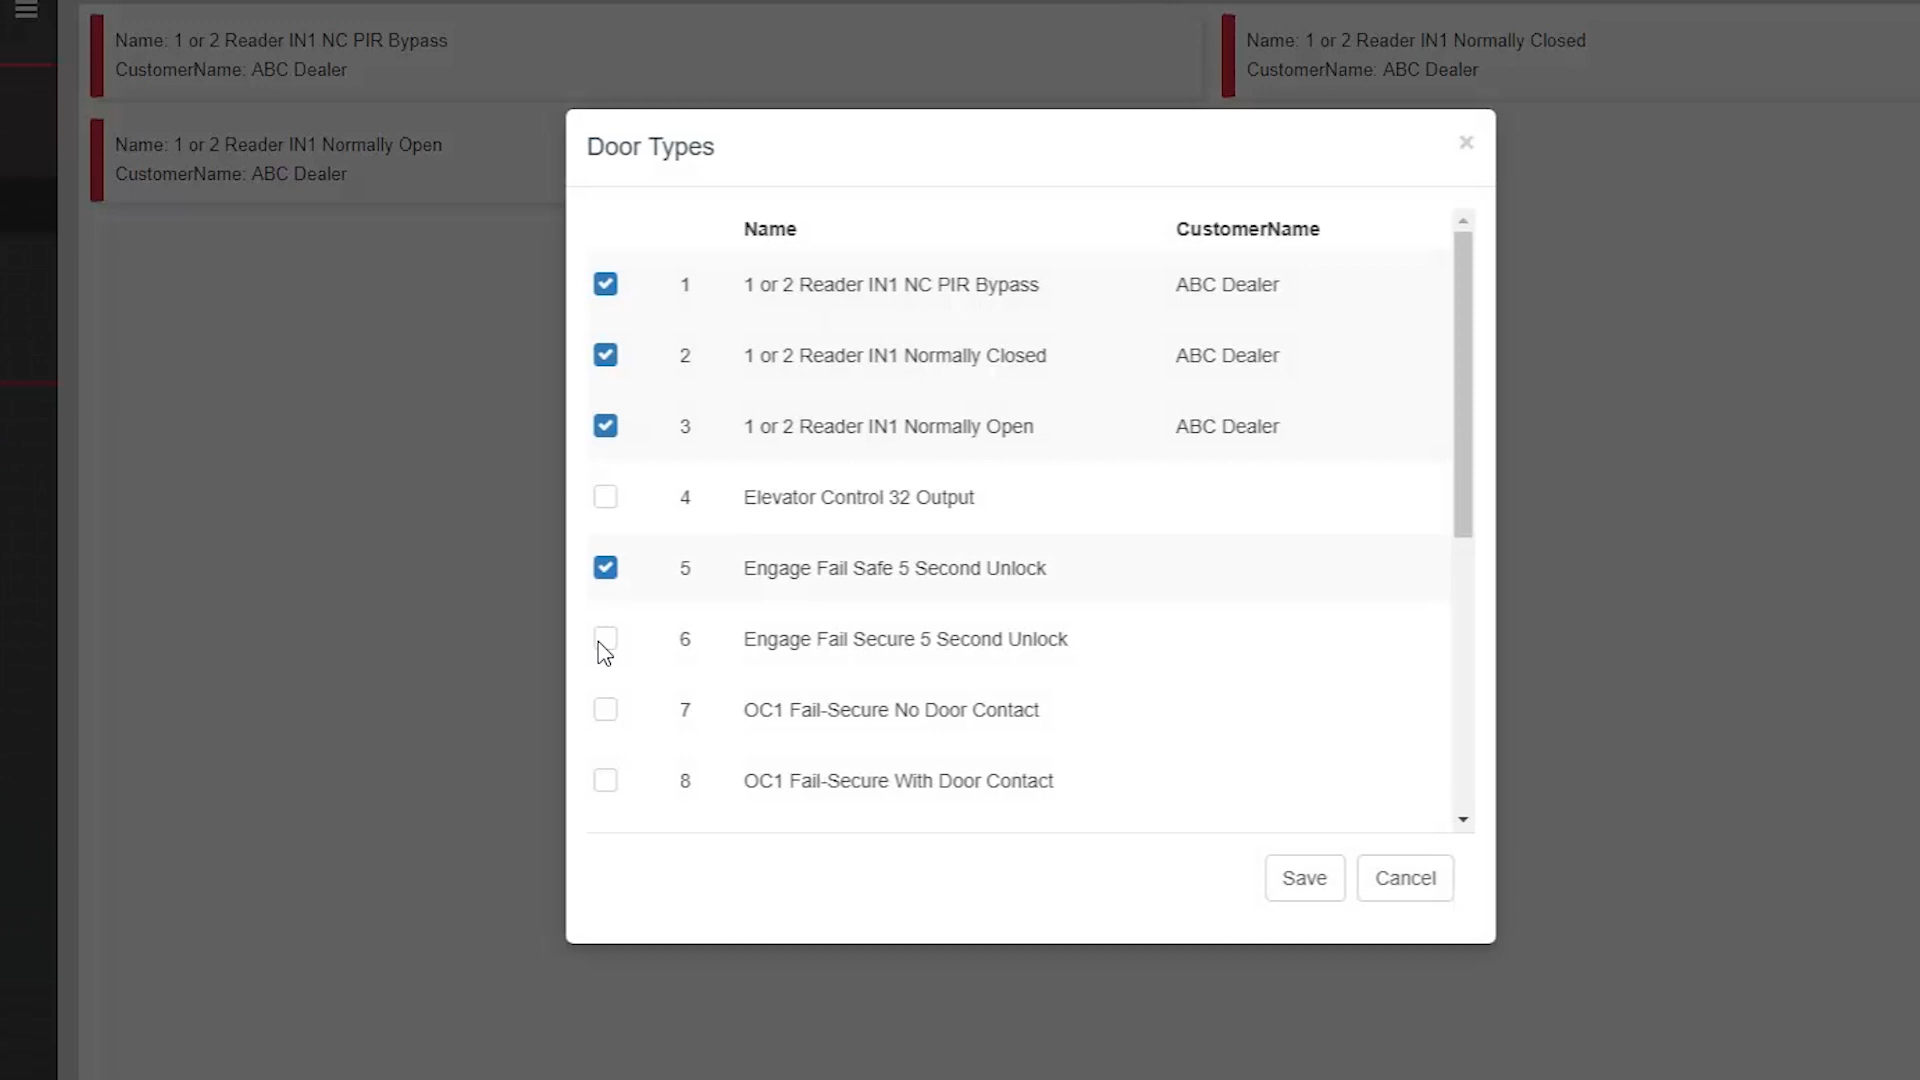 Name: 1 or 2 Reader IN1 NC PIR Bypass
CustomerName: ABC Dealer
Name: 1 or 2 Reader IN1 Normally Closed
CustomerName: ABC Dealer
Name: 1 or 2 Reader IN1 Normally Open
CustomerName: ABC Dealer
Door Types
×
Name CustomerName
1 1 or 2 Reader IN1 NC PIR Bypass ABC Dealer
2 1 or 2 Reader IN1 Normally Closed ABC Dealer
3 1 or 2 Reader IN1 Normally Open ABC Dealer
4 Elevator Control 32 Output
5 Engage Fail Safe 5 Second Unlock
6 Engage Fail Secure 5 Second Unlock
7 OC1 Fail-Secure No Door Contact
8 OC1 Fail-Secure With Door Contact
Save Cancel